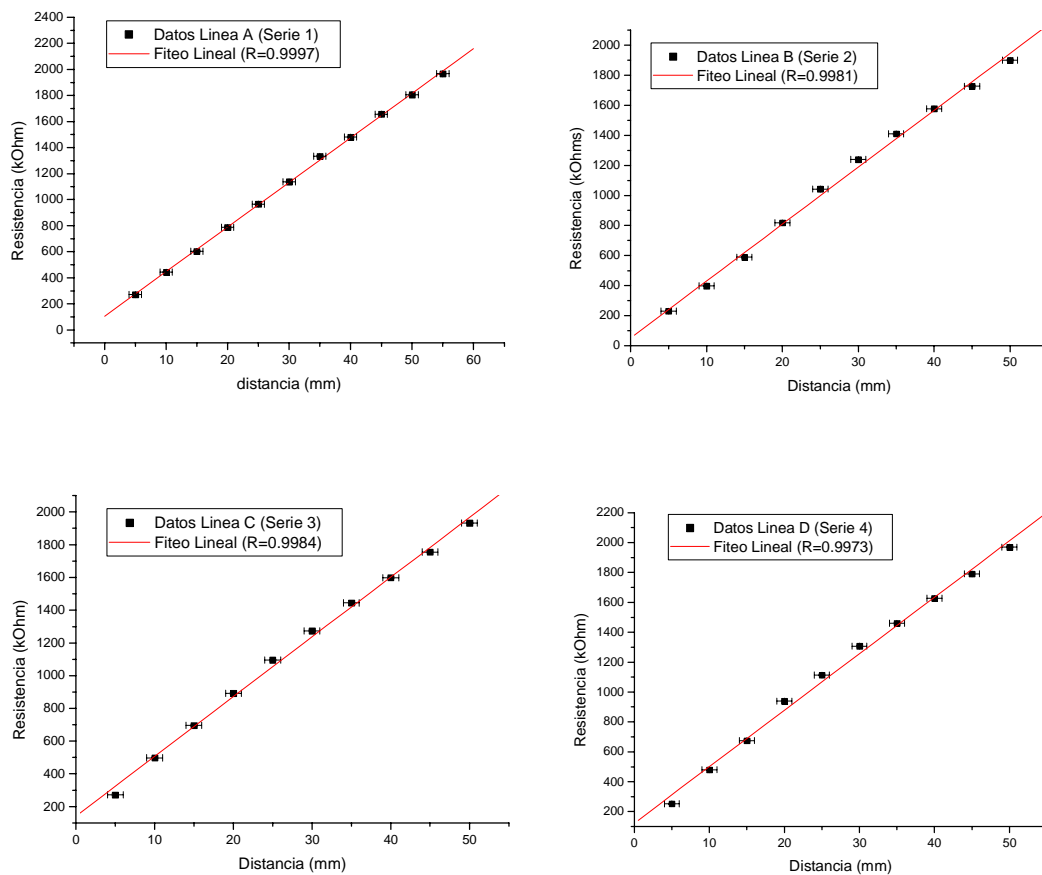 Datos Linea A (Serie 1)
Fiteo Lineal (R=0.9997)
2400
2200
2000
1800
1600
1400
1200
1000
800
600
400
200
0
Resistencia (kOhm)
0 10 20 30 40 50 60
distancia (mm)
Datos Linea B (Serie 2)
Fiteo Lineal (R=0.9981)
2000
1800
1600
1400
1200
1000
800
600
400
200
0
Resistencia (kOhms)
0 10 20 30 40 50
Distancia (mm)
Datos Linea C (Serie 3)
Fiteo Lineal (R=0.9984)
2000
1800
1600
1400
1200
1000
800
600
400
200
Resistencia (kOhm)
0 10 20 30 40 50
Distancia (mm)
Datos Linea D (Serie 4)
Fiteo Lineal (R=0.9973)
2200
2000
1800
1600
1400
1200
1000
800
600
400
200
Resistencia (kOhm)
0 10 20 30 40 50
Distancia (mm)